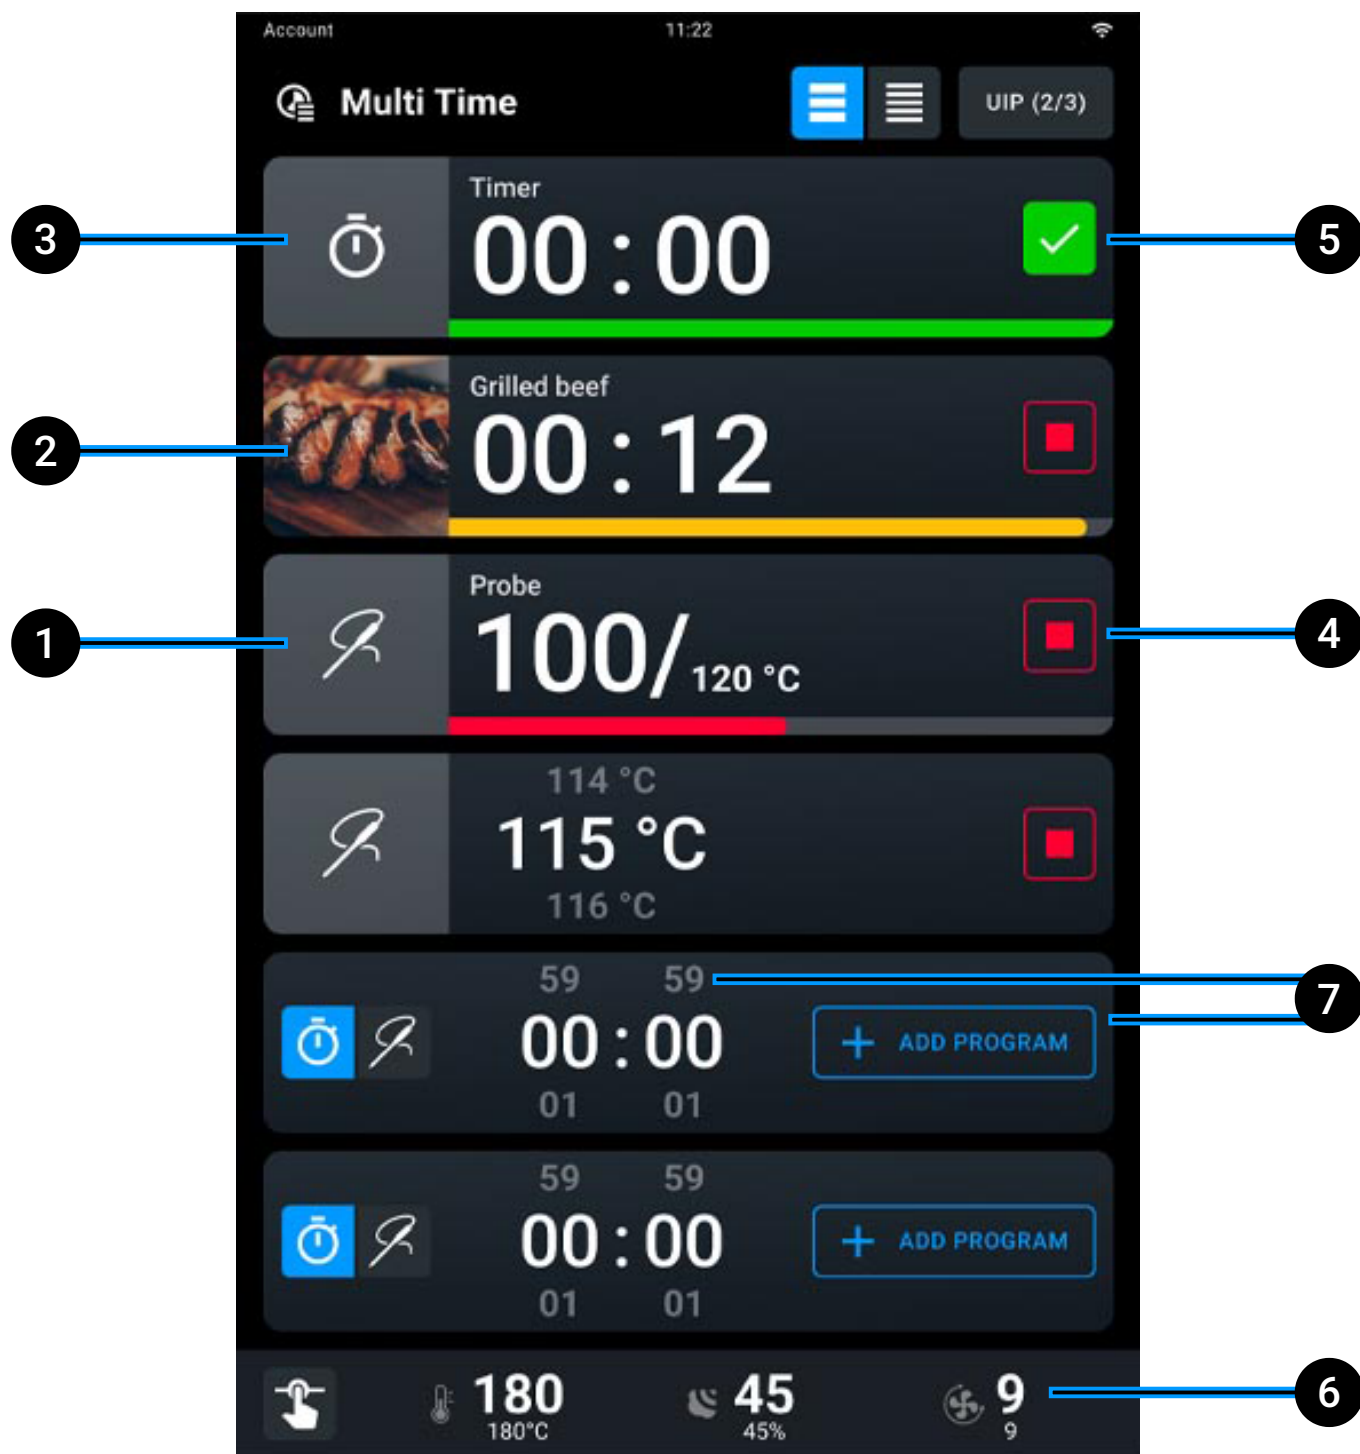 Account 11:22
Multi Time UIP (2/3)
Timer
3 00:00 5
Grilled beef
2 00:12
Probe
1 100/120 °C 4
114 °C
115 °C
116 °C
59 59
7
00:00 + ADD PROGRAM
01 01
59 59
00:00 + ADD PROGRAM
01 01
180 45 9 6
180°C 45% 9